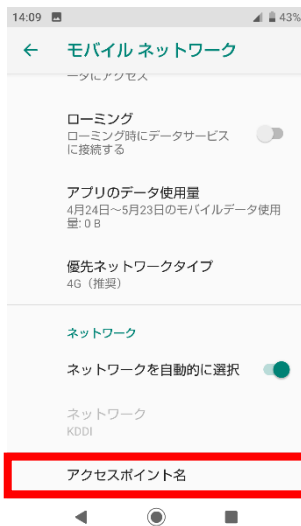 14:09 43%
モバイル ネットワーク
ータにアクセス
ローミング
ローミング時にデータサービス
に接続する
アプリのデータ使用量
4月24日～5月23日のモバイルデータ使用
量: 0 B
優先ネットワークタイプ
4G（推奨）
ネットワーク
ネットワークを自動的に選択
ネットワーク
KDDI
アクセスポイント名